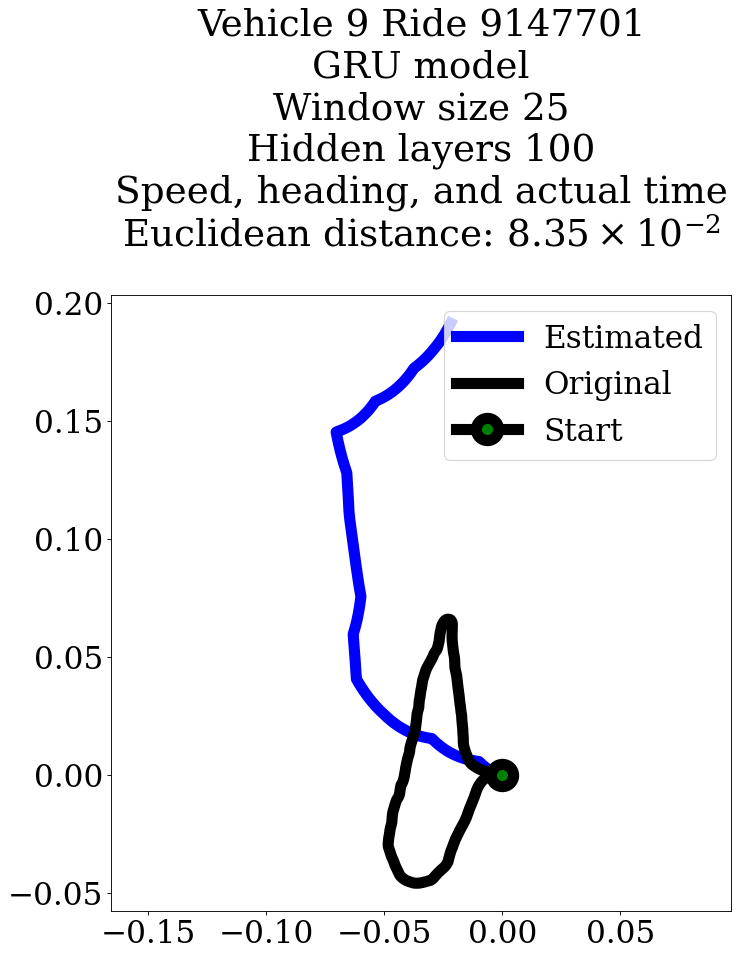 Vehicle 9 Ride 9147701
GRU model
Window size 25
Hidden layers 100
Speed, heading, and actual time
Euclidean distance: 8.35 × 10⁻²
0.20
0.15
0.10
0.05
0.00
−0.05
Estimated
Original
Start
−0.15 −0.10 −0.05 0.00 0.05